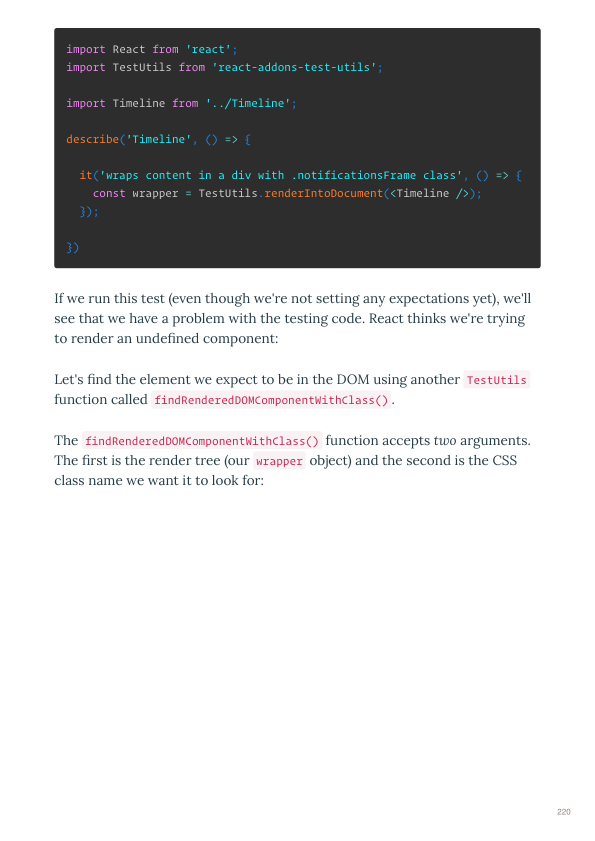 import React from 'react';
import TestUtils from 'react-addons-test-utils';

import Timeline from '../Timeline';

describe('Timeline', () => {

  it('wraps content in a div with .notificationsFrame class', () => {
    const wrapper = TestUtils.renderIntoDocument(<Timeline />);
  });

})
If we run this test (even though we're not setting any expectations yet), we'll
see that we have a problem with the testing code. React thinks we're trying
to render an undefined component:
Let's find the element we expect to be in the DOM using another TestUtils
function called findRenderedDOMComponentWithClass() .
The findRenderedDOMComponentWithClass() function accepts two arguments.
The first is the render tree (our wrapper object) and the second is the CSS
class name we want it to look for:
220